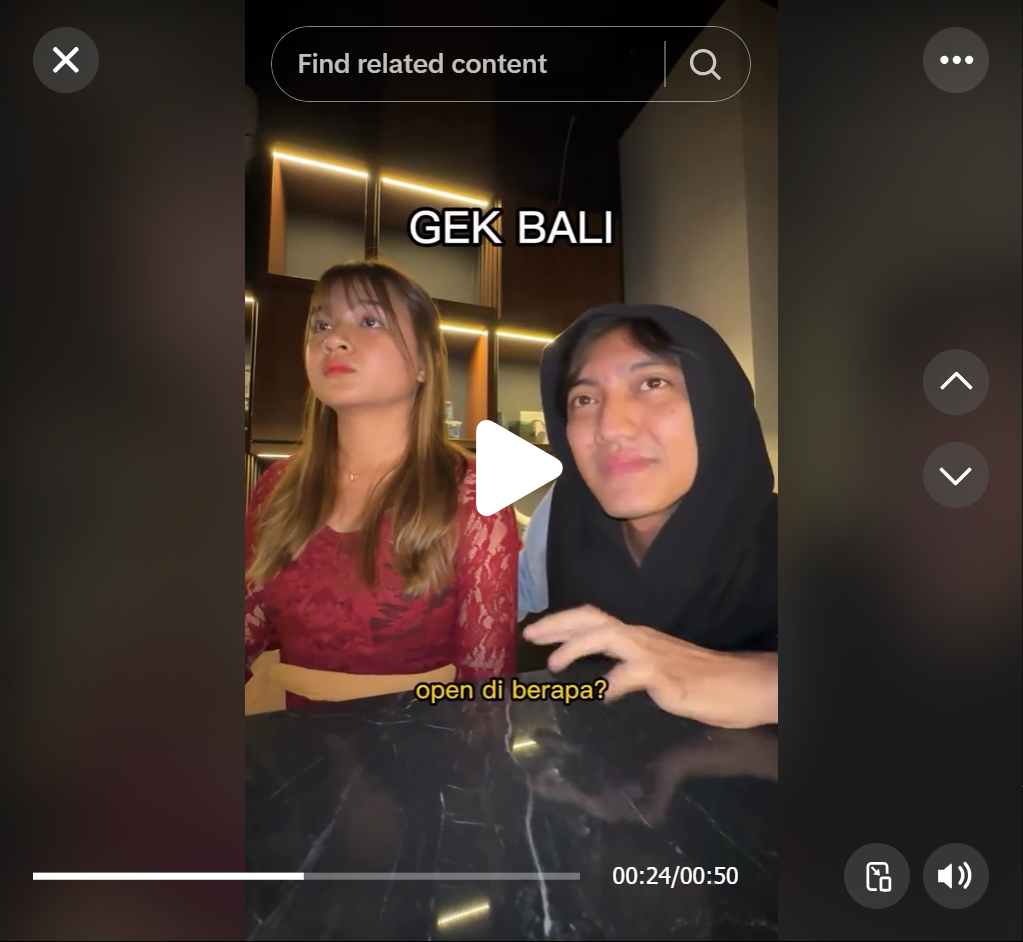 Find related content
GEK BALI
open di berapa?
00:24/00:50